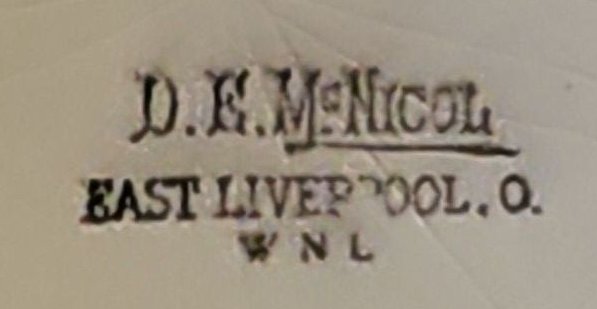 D.E. McNICOL
EAST LIVERPOOL, O.
W N L